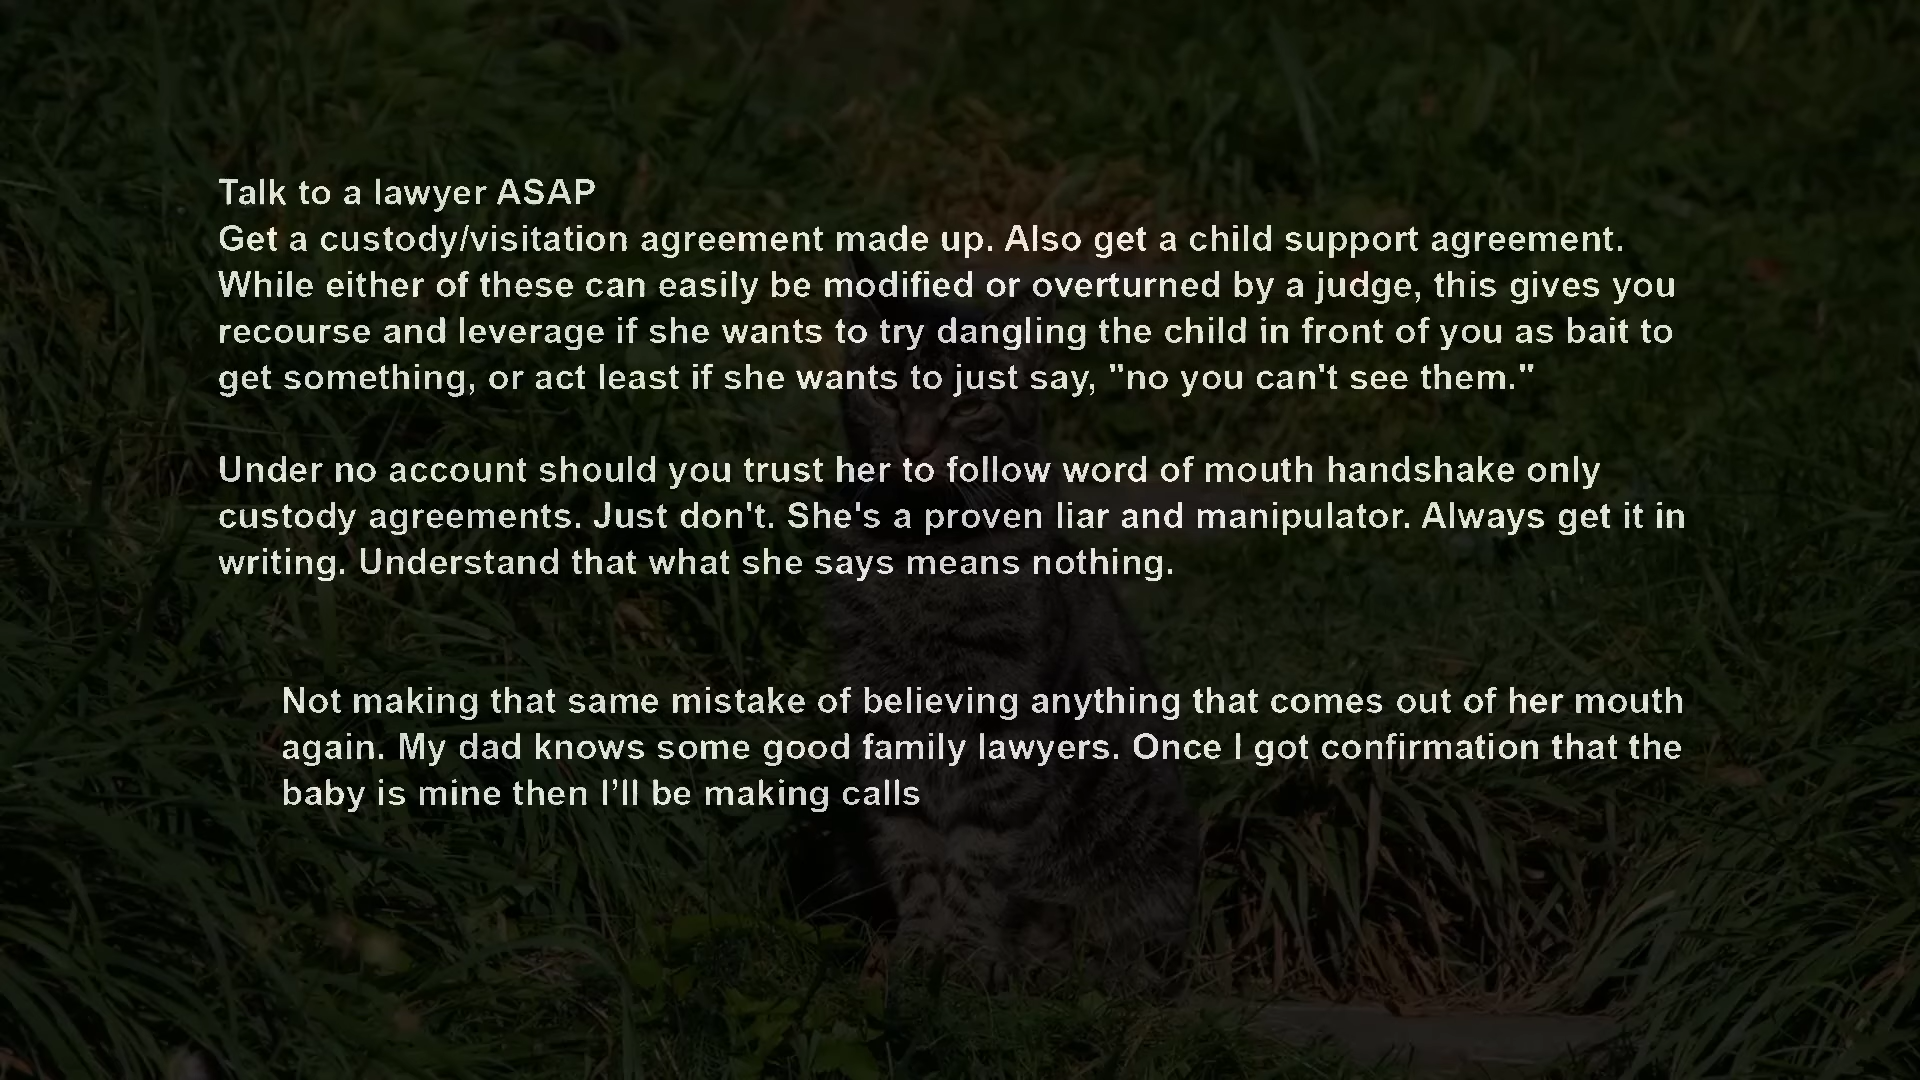 Talk to a lawyer ASAP
Get a custody/visitation agreement made up. Also get a child support agreement.
While either of these can easily be modified or overturned by a judge, this gives you
recourse and leverage if she wants to try dangling the child in front of you as bait to
get something, or act least if she wants to just say, "no you can't see them."
Under no account should you trust her to follow word of mouth handshake only
custody agreements. Just don't. She's a proven liar and manipulator. Always get it in
writing. Understand that what she says means nothing.
Not making that same mistake of believing anything that comes out of her mouth
again. My dad knows some good family lawyers. Once I got confirmation that the
baby is mine then I’ll be making calls